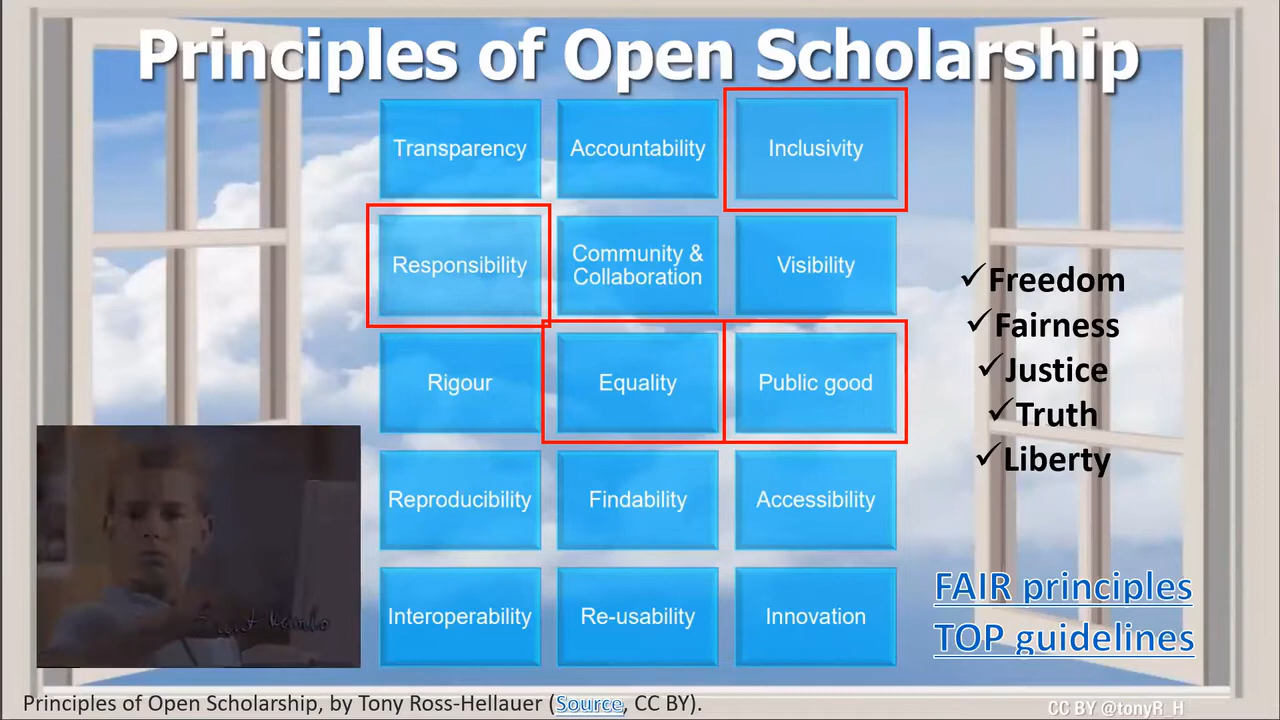 Principles of Open Scholarship
Transparency
Accountability
Inclusivity
Responsibility
Community &
Collaboration
Visibility
Rigour
Equality
Public good
Reproducibility
Findability
Accessibility
Interoperability
Re-usability
Innovation
✓Freedom
✓Fairness
✓Justice
✓Truth
✓Liberty
FAIR principles
TOP guidelines
Principles of Open Scholarship, by Tony Ross-Hellauer (Source, CC BY).
CC BY @tonyR_H